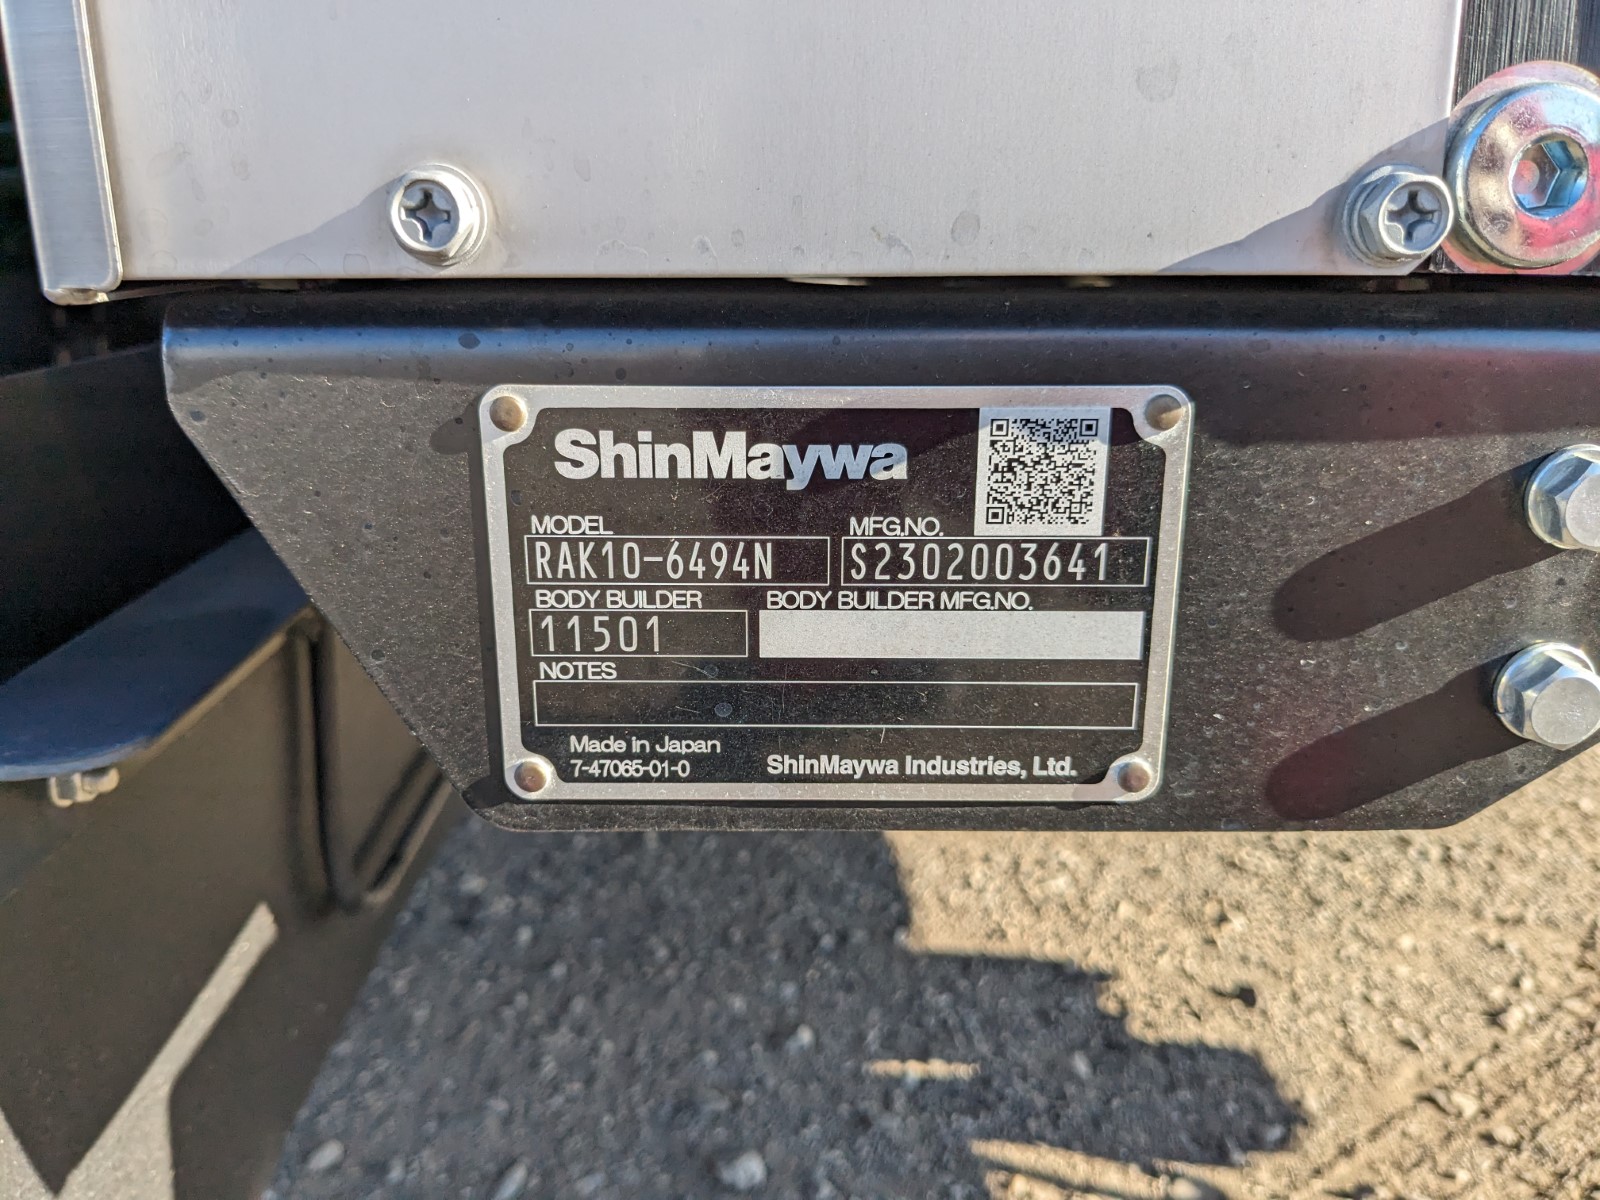 ShinMaywa
MODEL
MFG.NO.
RAK10-6494N
S2302003641
BODY BUILDER
BODY BUILDER MFG.NO.
11501
NOTES
Made in Japan
7-47065-01-0
ShinMaywa Industries, Ltd.